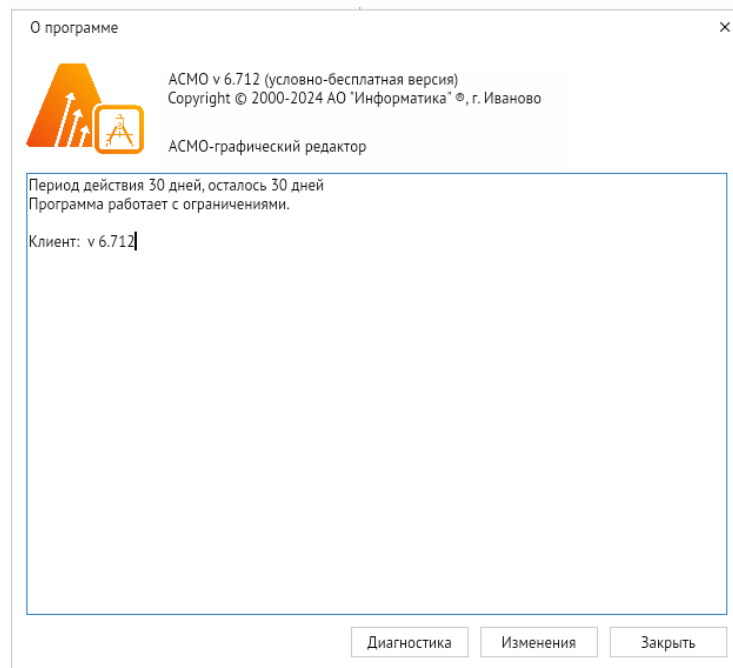 О программе
АСМО v 6.712 (условно-бесплатная версия)
Copyright © 2000-2024 АО "Информатика" ®, г. Иваново
АСМО-графический редактор
Период действия 30 дней, осталось 30 дней
Программа работает с ограничениями.
Клиент:  v 6.712
Диагностика
Изменения
Закрыть